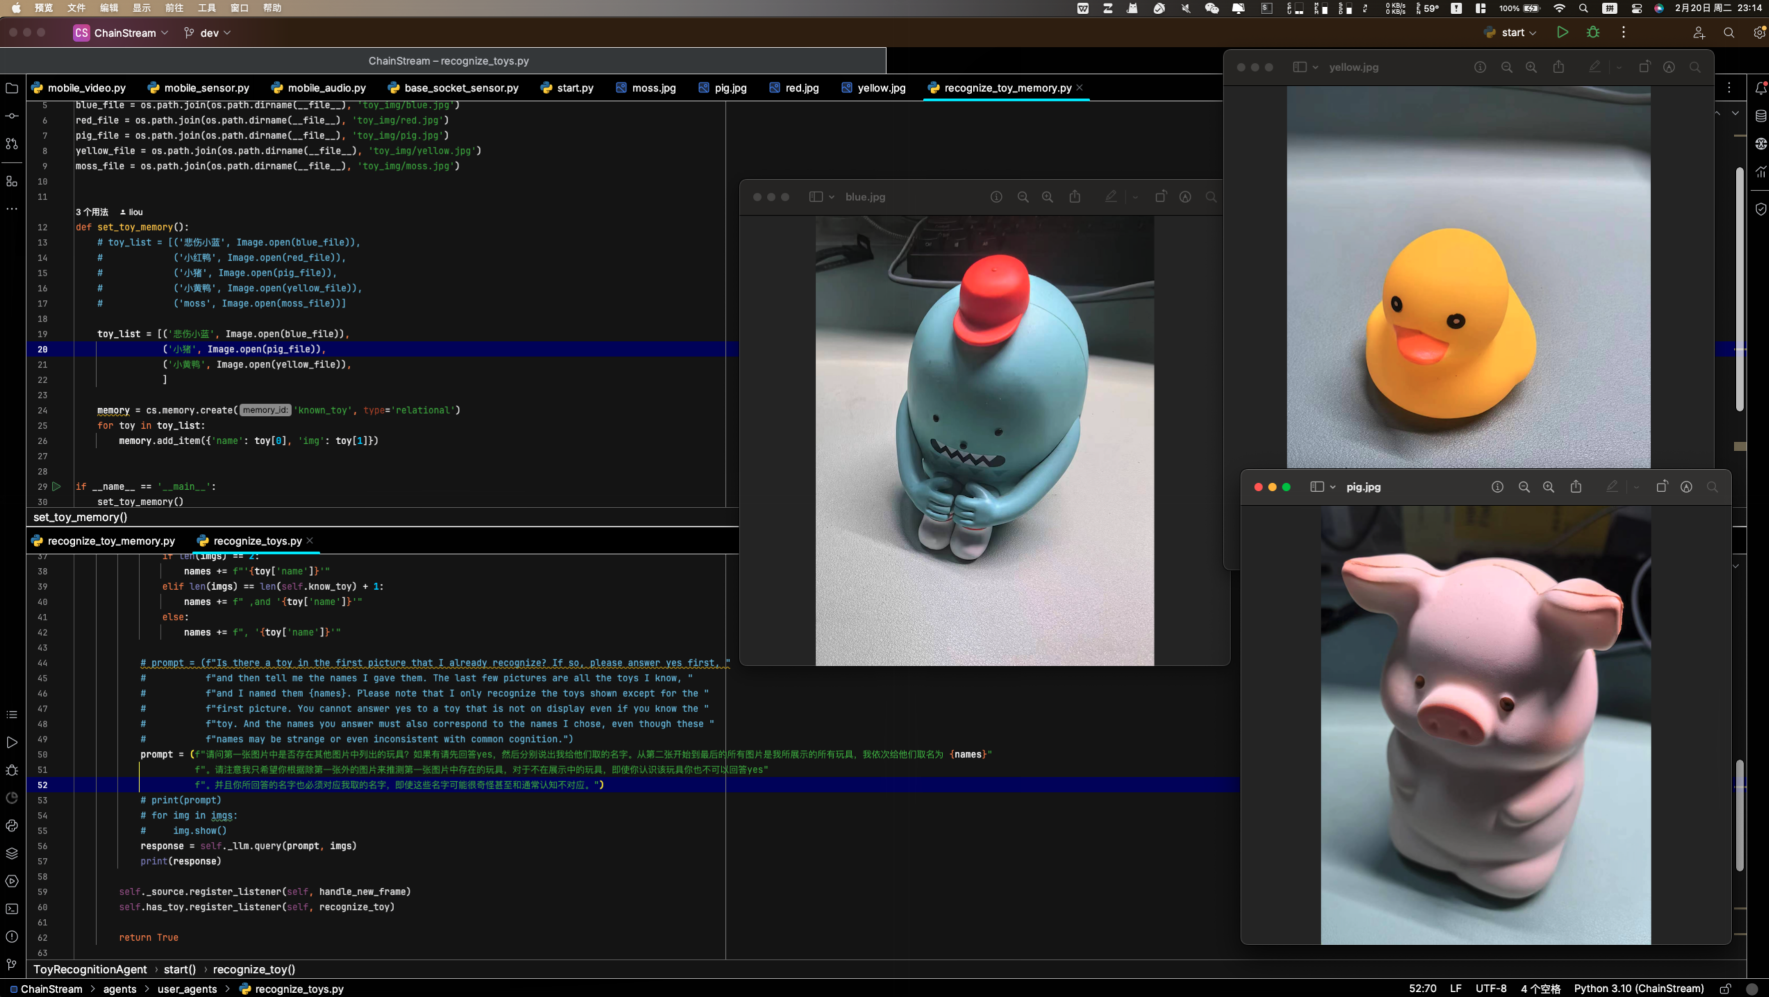 预览 文件 编辑 显示 前往 工具 窗口 帮助
0 KB/s
0 KB/s
59°
100%
2月20日 周二 23:14
CS ChainStream dev
start
ChainStream – recognize_toys.py
mobile_video.py mobile_sensor.py mobile_audio.py base_socket_sensor.py start.py moss.jpg pig.jpg red.jpg yellow.jpg recognize_toy_memory.py
5 blue_file = os.path.join(os.path.dirname(__file__), 'toy_img/blue.jpg')
6 red_file = os.path.join(os.path.dirname(__file__), 'toy_img/red.jpg')
7 pig_file = os.path.join(os.path.dirname(__file__), 'toy_img/pig.jpg')
8 yellow_file = os.path.join(os.path.dirname(__file__), 'toy_img/yellow.jpg')
9 moss_file = os.path.join(os.path.dirname(__file__), 'toy_img/moss.jpg')
10
11
3 个用法 liou
12 def set_toy_memory():
13 # toy_list = [('悲伤小蓝', Image.open(blue_file)),
14 # ('小红鸭', Image.open(red_file)),
15 # ('小猪', Image.open(pig_file)),
16 # ('小黄鸭', Image.open(yellow_file)),
17 # ('moss', Image.open(moss_file))]
18
19 toy_list = [('悲伤小蓝', Image.open(blue_file)),
20 ('小猪', Image.open(pig_file)),
21 ('小黄鸭', Image.open(yellow_file)),
22 ]
23
24 memory = cs.memory.create( memory_id: 'known_toy', type='relational')
25 for toy in toy_list:
26 memory.add_item({'name': toy[0], 'img': toy[1]})
27
28
29 if __name__ == '__main__':
30 set_toy_memory()
set_toy_memory()
recognize_toy_memory.py recognize_toys.py
37 if len(imgs) == 2:
38 names += f"'{toy['name']}'"
39 elif len(imgs) == len(self.know_toy) + 1:
40 names += f" ,and '{toy['name']}'"
41 else:
42 names += f", '{toy['name']}'"
43
44 # prompt = (f"Is there a toy in the first picture that I already recognize? If so, please answer yes first, "
45 # f"and then tell me the names I gave them. The last few pictures are all the toys I know, "
46 # f"and I named them {names}. Please note that I only recognize the toys shown except for the "
47 # f"first picture. You cannot answer yes to a toy that is not on display even if you know the "
48 # f"toy. And the names you answer must also correspond to the names I chose, even though these "
49 # f"names may be strange or even inconsistent with common cognition.")
50 prompt = (f"请问第一张图片中是否存在其他图片中列出的玩具？如果有请先回答yes，然后分别说出我给他们取的名字。从第二张开始到最后的所有图片是我所展示的所有玩具，我依次给他们取名为 {names}"
51 f"。请注意我只希望你根据除第一张外的图片来推测第一张图片中存在的玩具，对于不在展示中的玩具，即使你认识该玩具你也不可以回答yes"
52 f"。并且你所回答的名字也必须对应我取的名字，即使这些名字可能很奇怪甚至和通常认知不对应。")
53 # print(prompt)
54 # for img in imgs:
55 # img.show()
56 response = self._llm.query(prompt, imgs)
57 print(response)
58
59 self._source.register_listener(self, handle_new_frame)
60 self.has_toy.register_listener(self, recognize_toy)
61
62 return True
63
ToyRecognitionAgent › start() › recognize_toy()
ChainStream › agents › user_agents › recognize_toys.py
52:70 LF UTF-8 4 个空格 Python 3.10 (ChainStream)
blue.jpg
yellow.jpg
pig.jpg